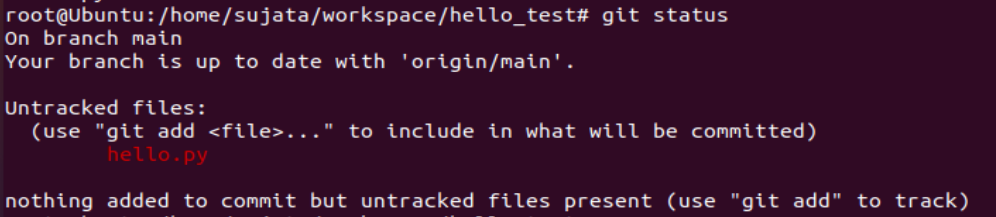 root@Ubuntu:/home/sujata/workspace/hello_test# git status
On branch main
Your branch is up to date with 'origin/main'.
Untracked files:
(use "git add <file>..." to include in what will be committed)
hello.py
nothing added to commit but untracked files present (use "git add" to track)